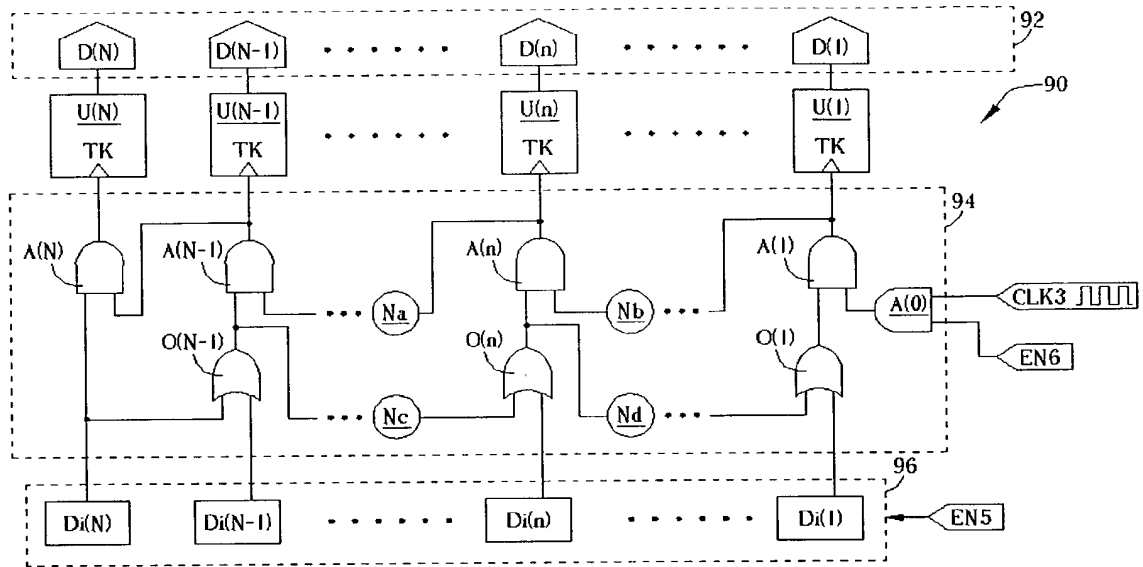 D(N) D(N-1) D(n) D(1) 92
90
U(N) U(N-1) U(n) U(1)
TK TK TK TK
94
A(N) A(N-1) A(n) A(1)
Na Nb A(0) CLK3
O(N-1) O(n) O(1) EN6
Nc Nd
96
Di(N) Di(N-1) Di(n) Di(1) EN5